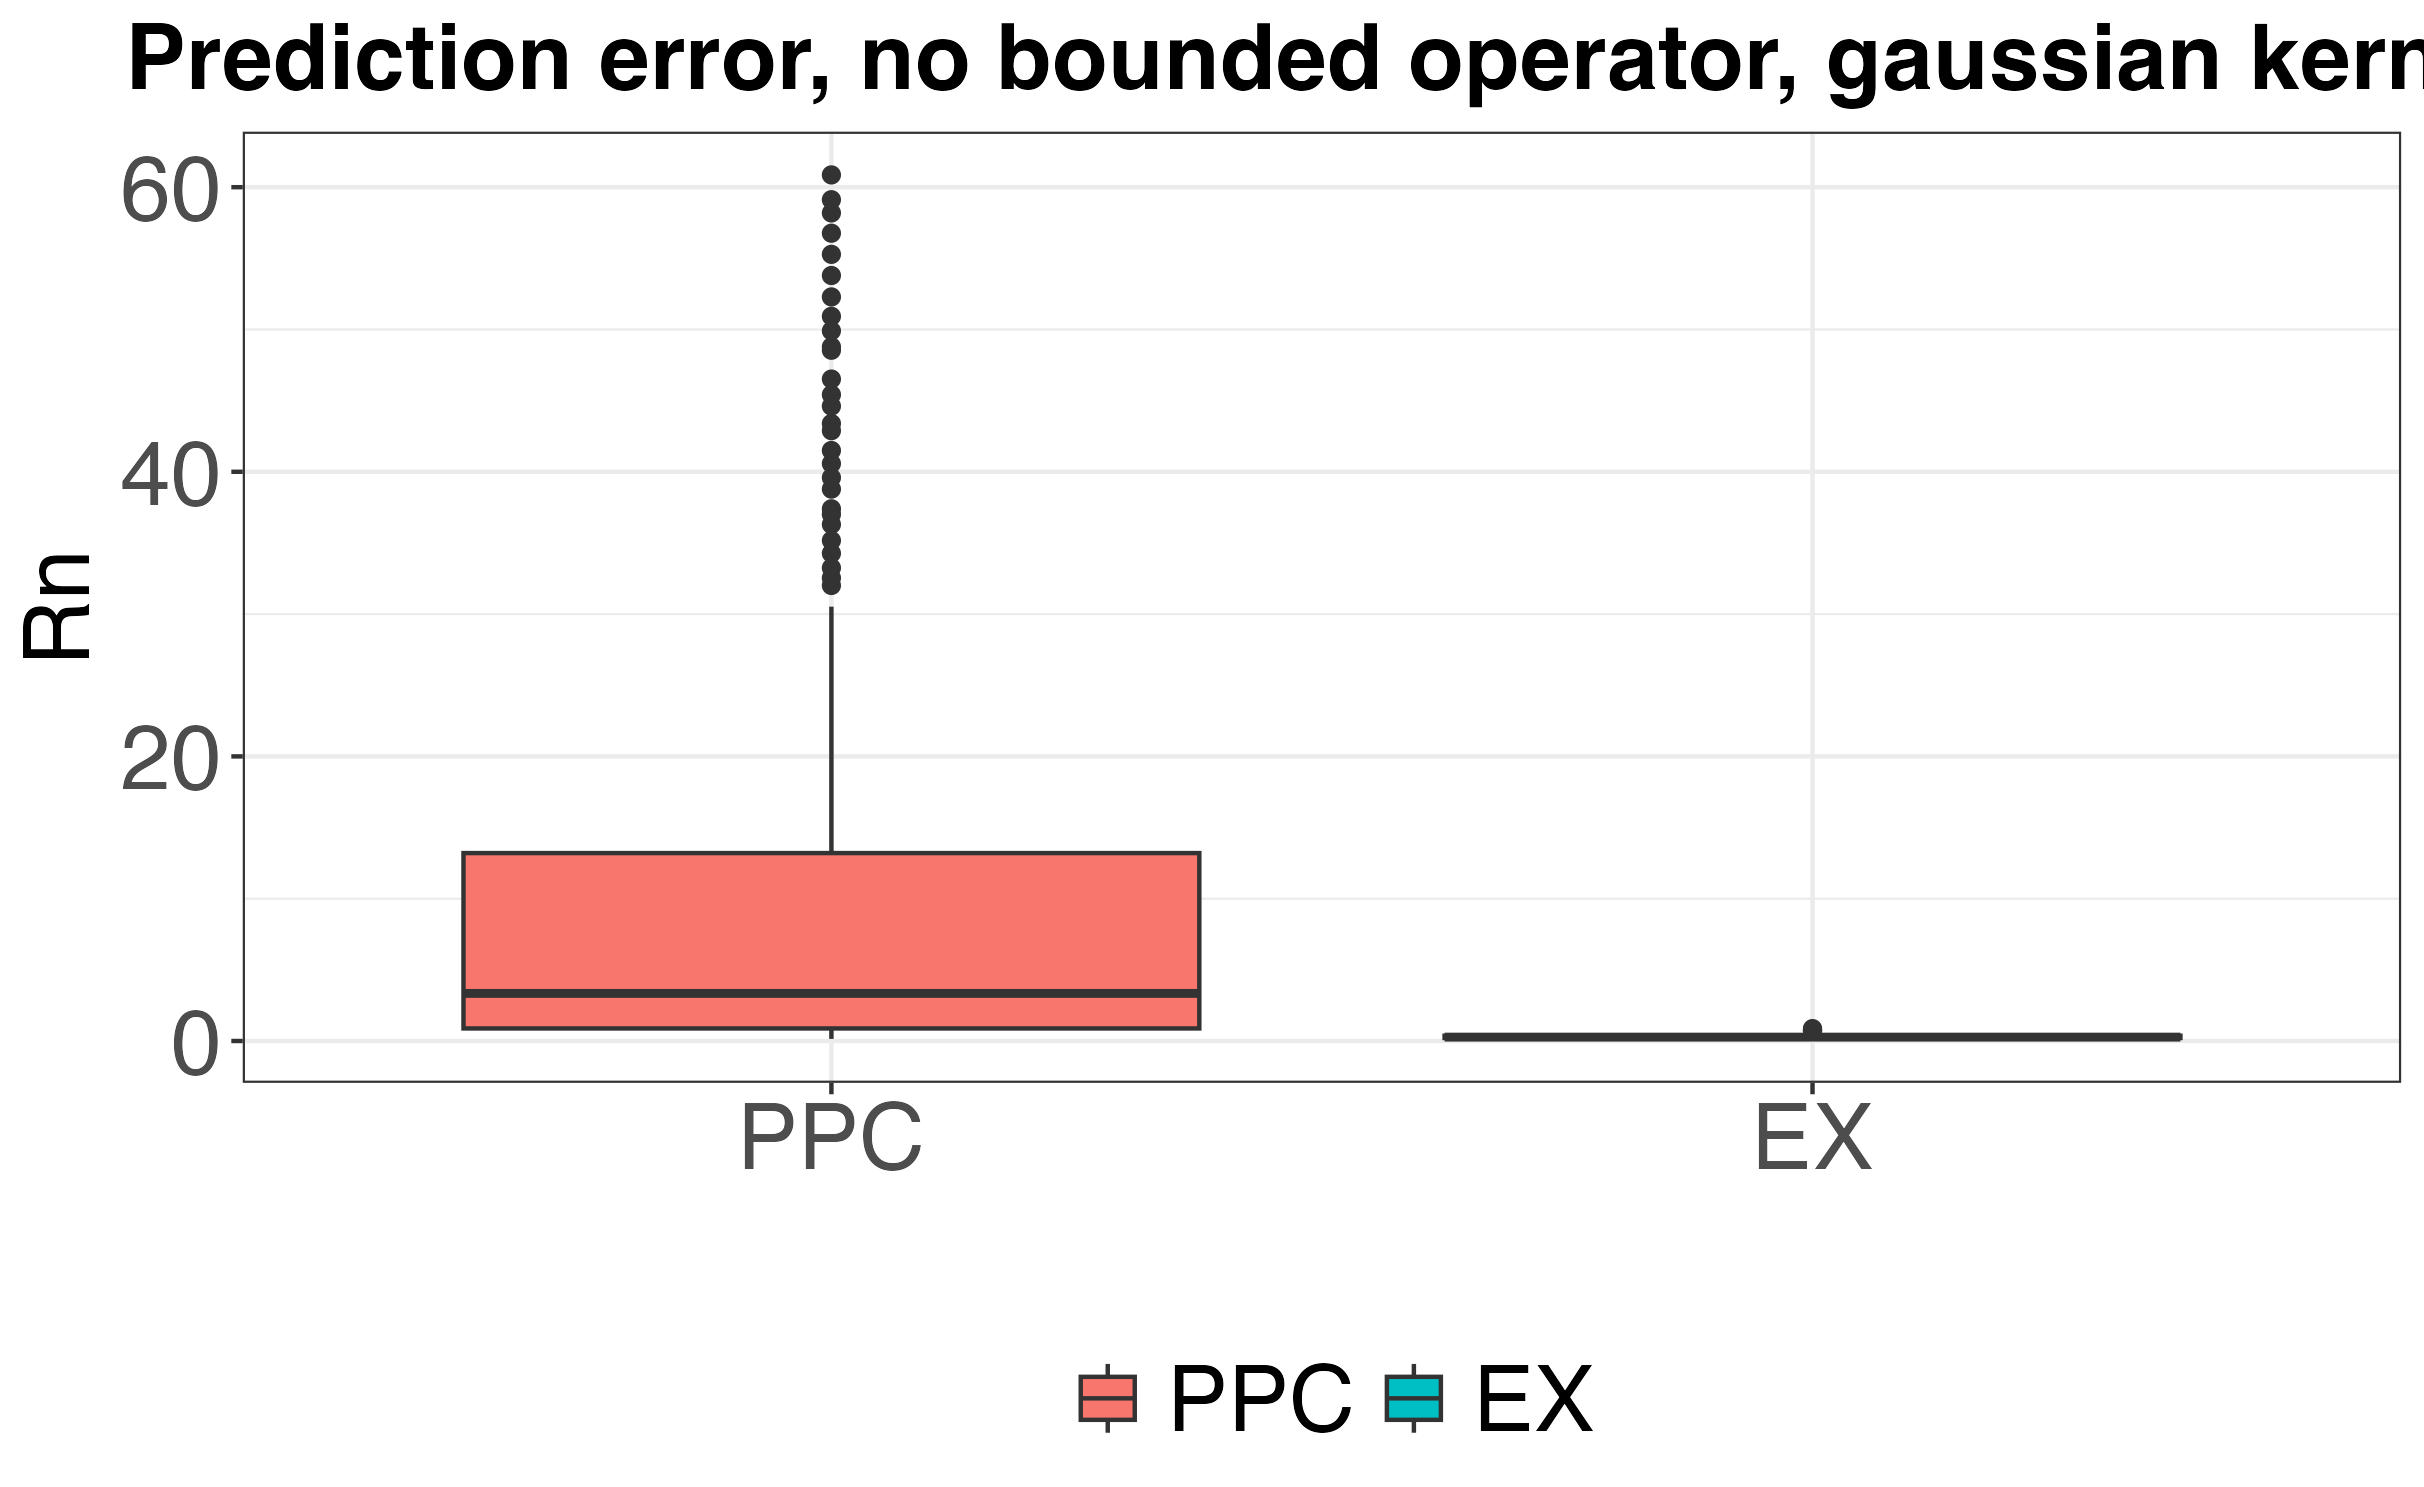 Prediction error, no bounded operator, gaussian kern
60
40
20
0
Rn
PPC EX
PPC EX